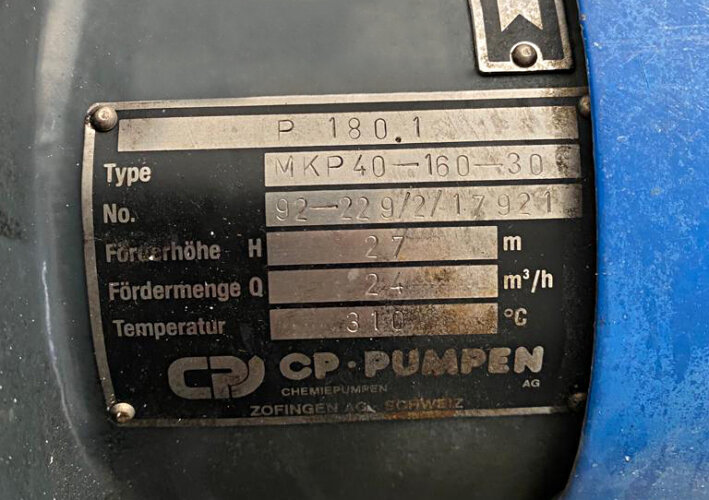 P 180.1
Type MKP40-160-30
No. 92-229/2/17921
Förderhöhe H 27 m
Fördermenge Q 24 m³/h
Temperatur 310 °C
CP CP·PUMPEN AG
CHEMIEPUMPEN
ZOFINGEN AG, SCHWEIZ